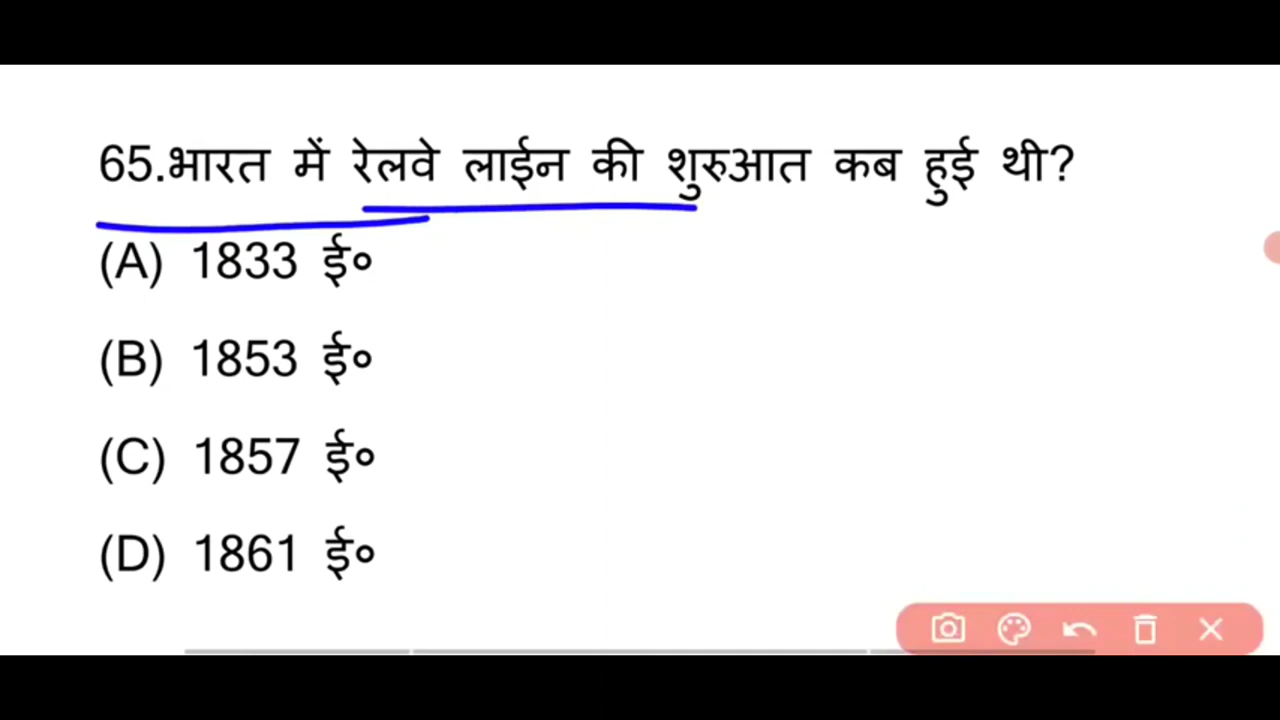 65.भारत में रेलवे लाईन की शुरुआत कब हुई थी?
(A) 1833 ई०
(B) 1853 ई०
(C) 1857 ई०
(D) 1861 ई०